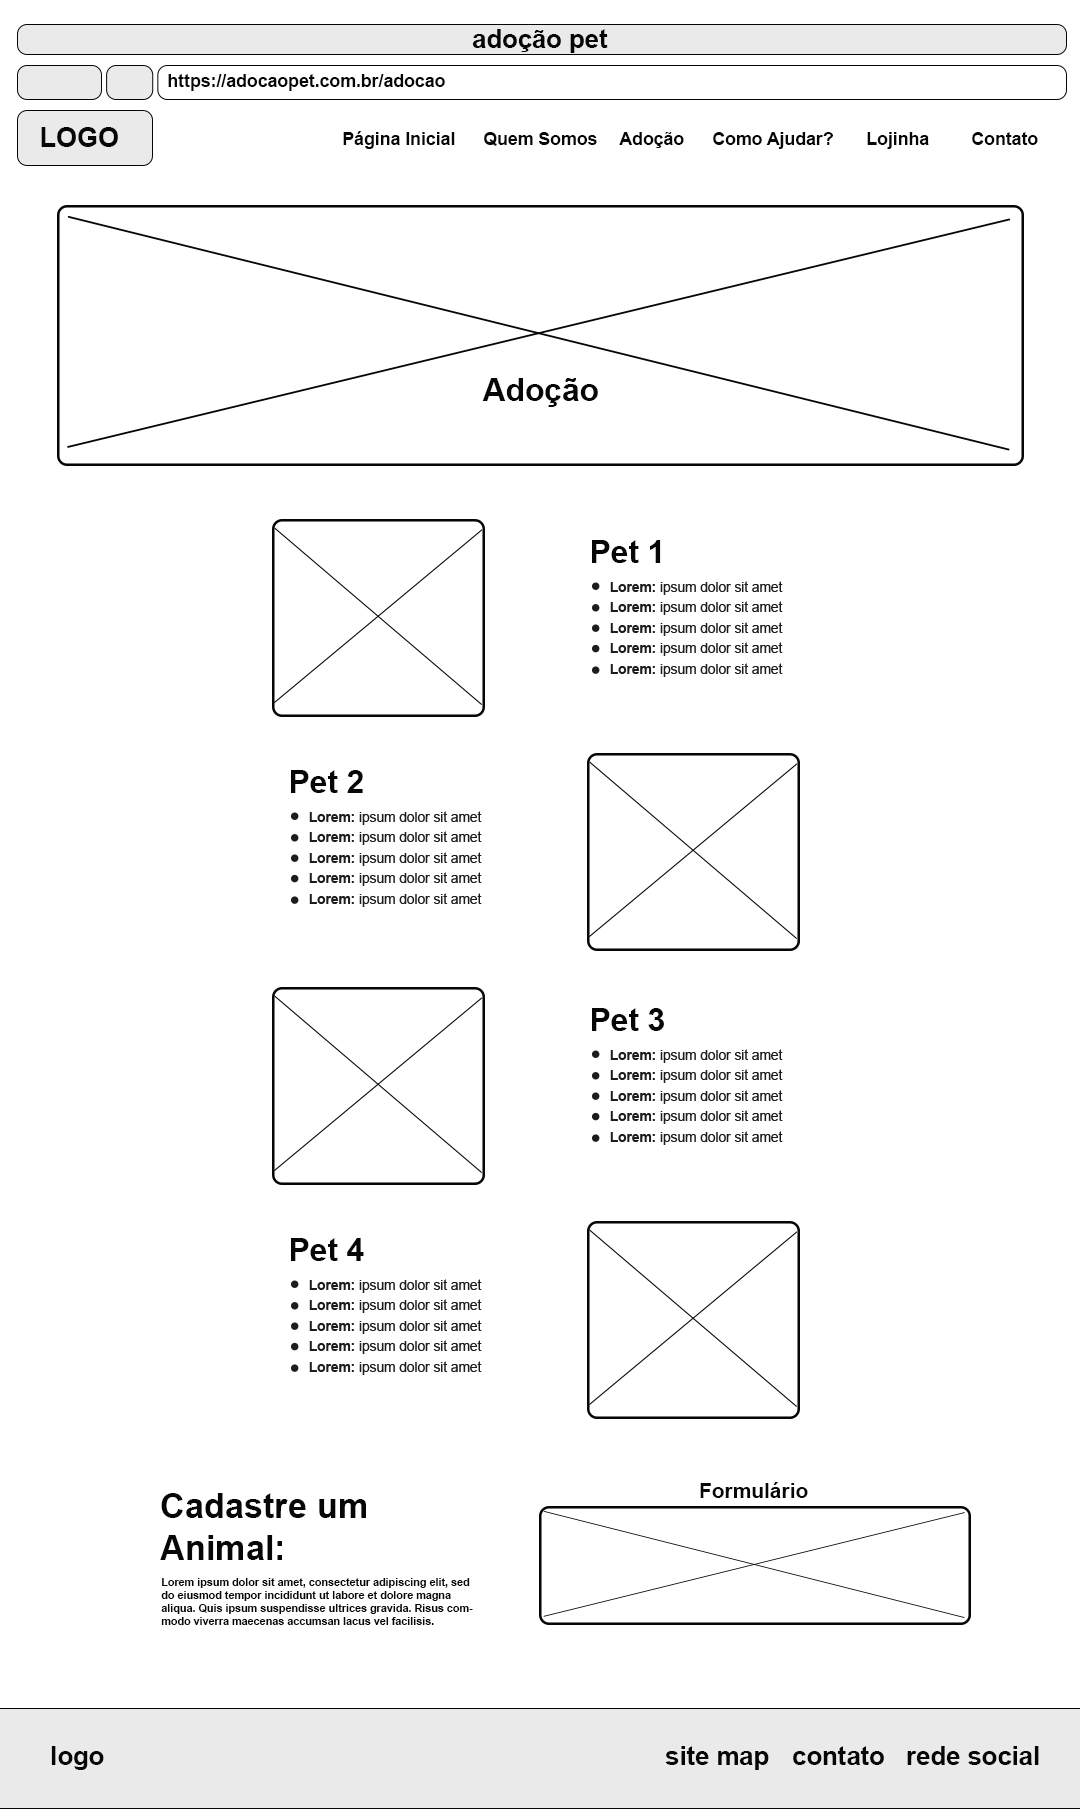 adoção pet
https://adocaopet.com.br/adocao
LOGO
Página Inicial
Quem Somos
Adoção
Como Ajudar?
Lojinha
Contato
Adoção
Pet 1
Lorem: ipsum dolor sit amet
Lorem: ipsum dolor sit amet
Lorem: ipsum dolor sit amet
Lorem: ipsum dolor sit amet
Lorem: ipsum dolor sit amet
Pet 2
Lorem: ipsum dolor sit amet
Lorem: ipsum dolor sit amet
Lorem: ipsum dolor sit amet
Lorem: ipsum dolor sit amet
Lorem: ipsum dolor sit amet
Pet 3
Lorem: ipsum dolor sit amet
Lorem: ipsum dolor sit amet
Lorem: ipsum dolor sit amet
Lorem: ipsum dolor sit amet
Lorem: ipsum dolor sit amet
Pet 4
Lorem: ipsum dolor sit amet
Lorem: ipsum dolor sit amet
Lorem: ipsum dolor sit amet
Lorem: ipsum dolor sit amet
Lorem: ipsum dolor sit amet
Cadastre um
Animal:
Lorem ipsum dolor sit amet, consectetur adipiscing elit, sed
do eiusmod tempor incididunt ut labore et dolore magna
aliqua. Quis ipsum suspendisse ultrices gravida. Risus com-
modo viverra maecenas accumsan lacus vel facilisis.
Formulário
logo
site map
contato
rede social